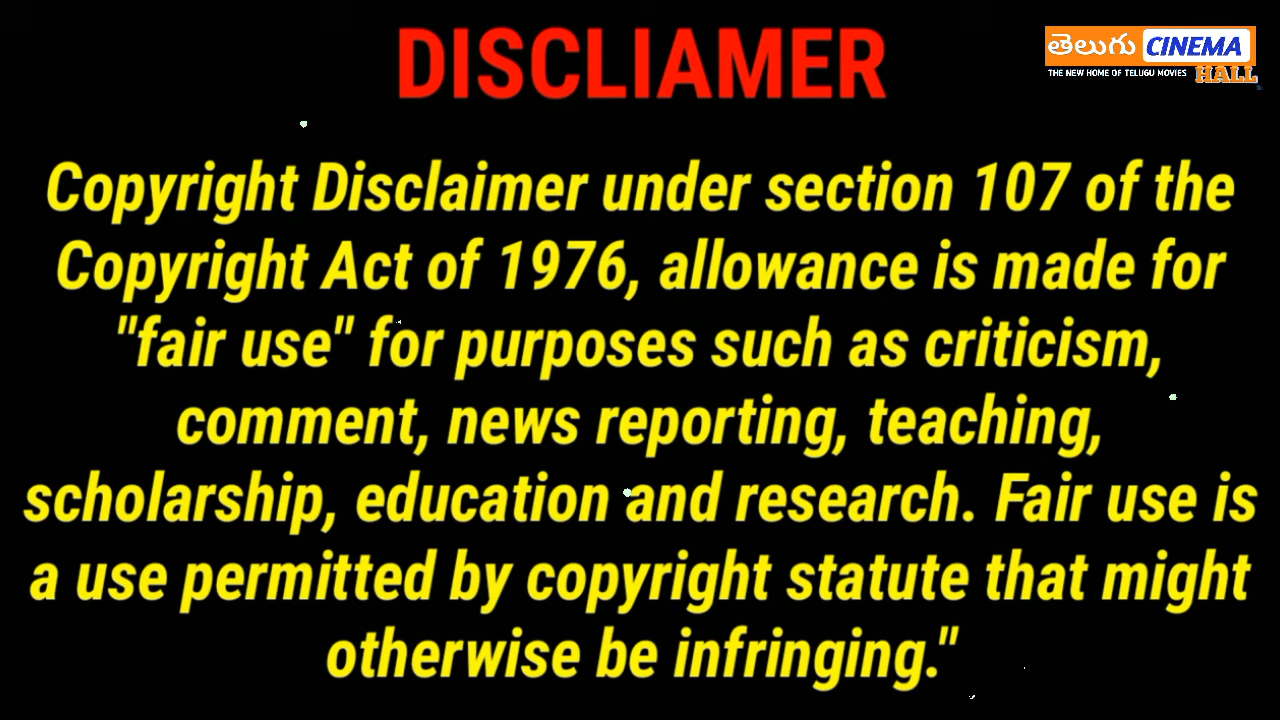 DISCLIAMER
తెలుగు CINEMA
THE NEW HOME OF TELUGU MOVIES HALL
Copyright Disclaimer under section 107 of the
Copyright Act of 1976, allowance is made for
"fair use" for purposes such as criticism,
comment, news reporting, teaching,
scholarship, education and research. Fair use is
a use permitted by copyright statute that might
otherwise be infringing."